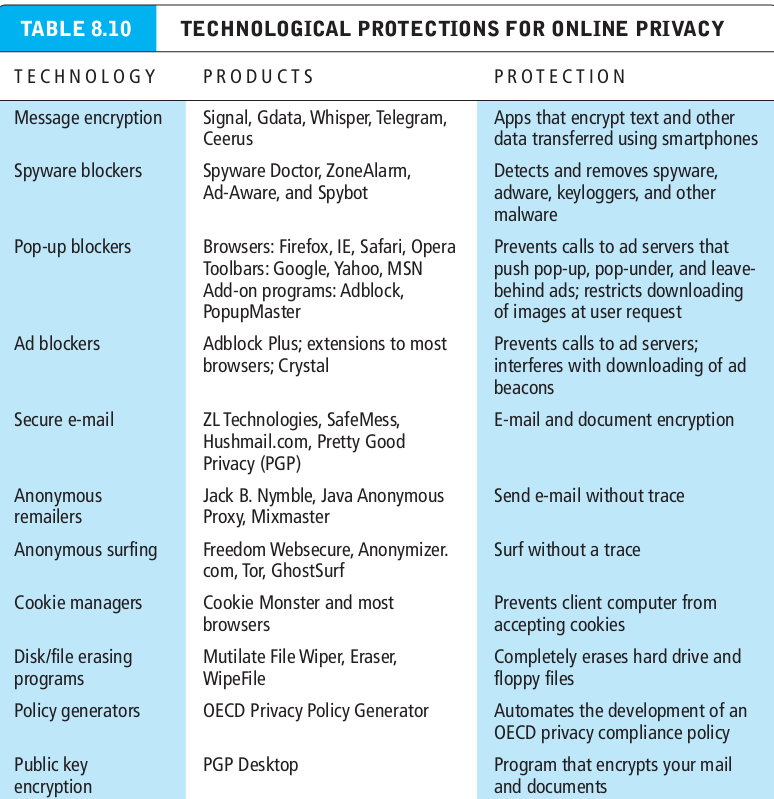 TABLE 8.10 TECHNOLOGICAL PROTECTIONS FOR ONLINE PRIVACY
TECHNOLOGY PRODUCTS PROTECTION
Message encryption Signal, Gdata, Whisper, Telegram, Apps that encrypt text and other
Ceerus data transferred using smartphones
Spyware blockers Spyware Doctor, ZoneAlarm, Detects and removes spyware,
Ad-Aware, and Spybot adware, keyloggers, and other
malware
Pop-up blockers Browsers: Firefox, IE, Safari, Opera Prevents calls to ad servers that
Toolbars: Google, Yahoo, MSN push pop-up, pop-under, and leave-
Add-on programs: Adblock, behind ads; restricts downloading
PopupMaster of images at user request
Ad blockers Adblock Plus; extensions to most Prevents calls to ad servers;
browsers; Crystal interferes with downloading of ad
beacons
Secure e-mail ZL Technologies, SafeMess, E-mail and document encryption
Hushmail.com, Pretty Good
Privacy (PGP)
Anonymous Jack B. Nymble, Java Anonymous Send e-mail without trace
remailers Proxy, Mixmaster
Anonymous surfing Freedom Websecure, Anonymizer. Surf without a trace
com, Tor, GhostSurf
Cookie managers Cookie Monster and most Prevents client computer from
browsers accepting cookies
Disk/file erasing Mutilate File Wiper, Eraser, Completely erases hard drive and
programs WipeFile floppy files
Policy generators OECD Privacy Policy Generator Automates the development of an
OECD privacy compliance policy
Public key PGP Desktop Program that encrypts your mail
encryption and documents